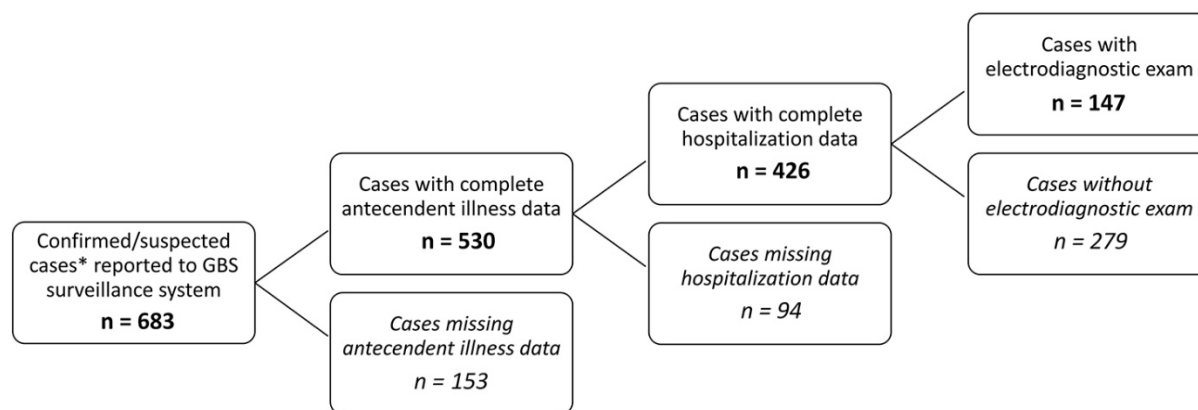 Confirmed/suspected
cases* reported to GBS
surveillance system
n = 683
Cases with complete
antecendent illness data
n = 530
Cases missing
antecendent illness data
n = 153
Cases with complete
hospitalization data
n = 426
Cases missing
hospitalization data
n = 94
Cases with
electrodiagnostic exam
n = 147
Cases without
electrodiagnostic exam
n = 279